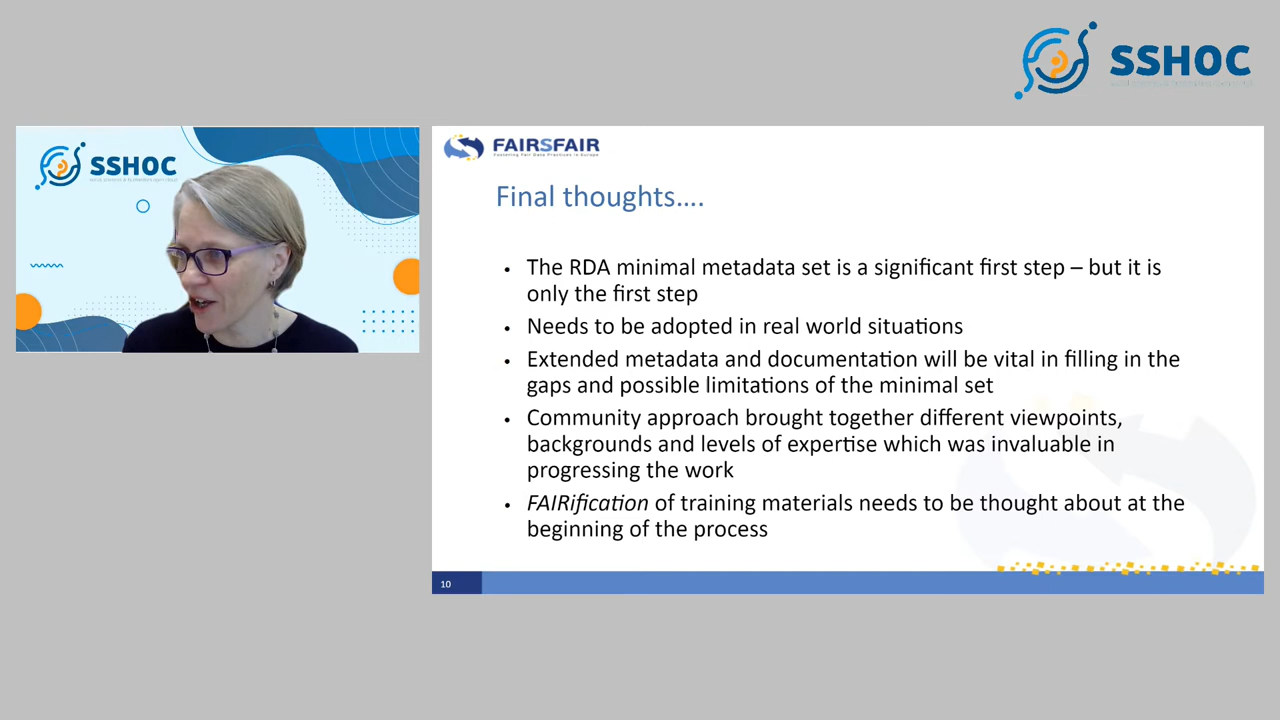 SSHOC
SSHOC
FAIRSFAIR
Fostering Fair Data Practices in Europe
Final thoughts....
• The RDA minimal metadata set is a significant first step – but it is
only the first step
• Needs to be adopted in real world situations
• Extended metadata and documentation will be vital in filling in the
gaps and possible limitations of the minimal set
• Community approach brought together different viewpoints,
backgrounds and levels of expertise which was invaluable in
progressing the work
• FAIRification of training materials needs to be thought about at the
beginning of the process
10